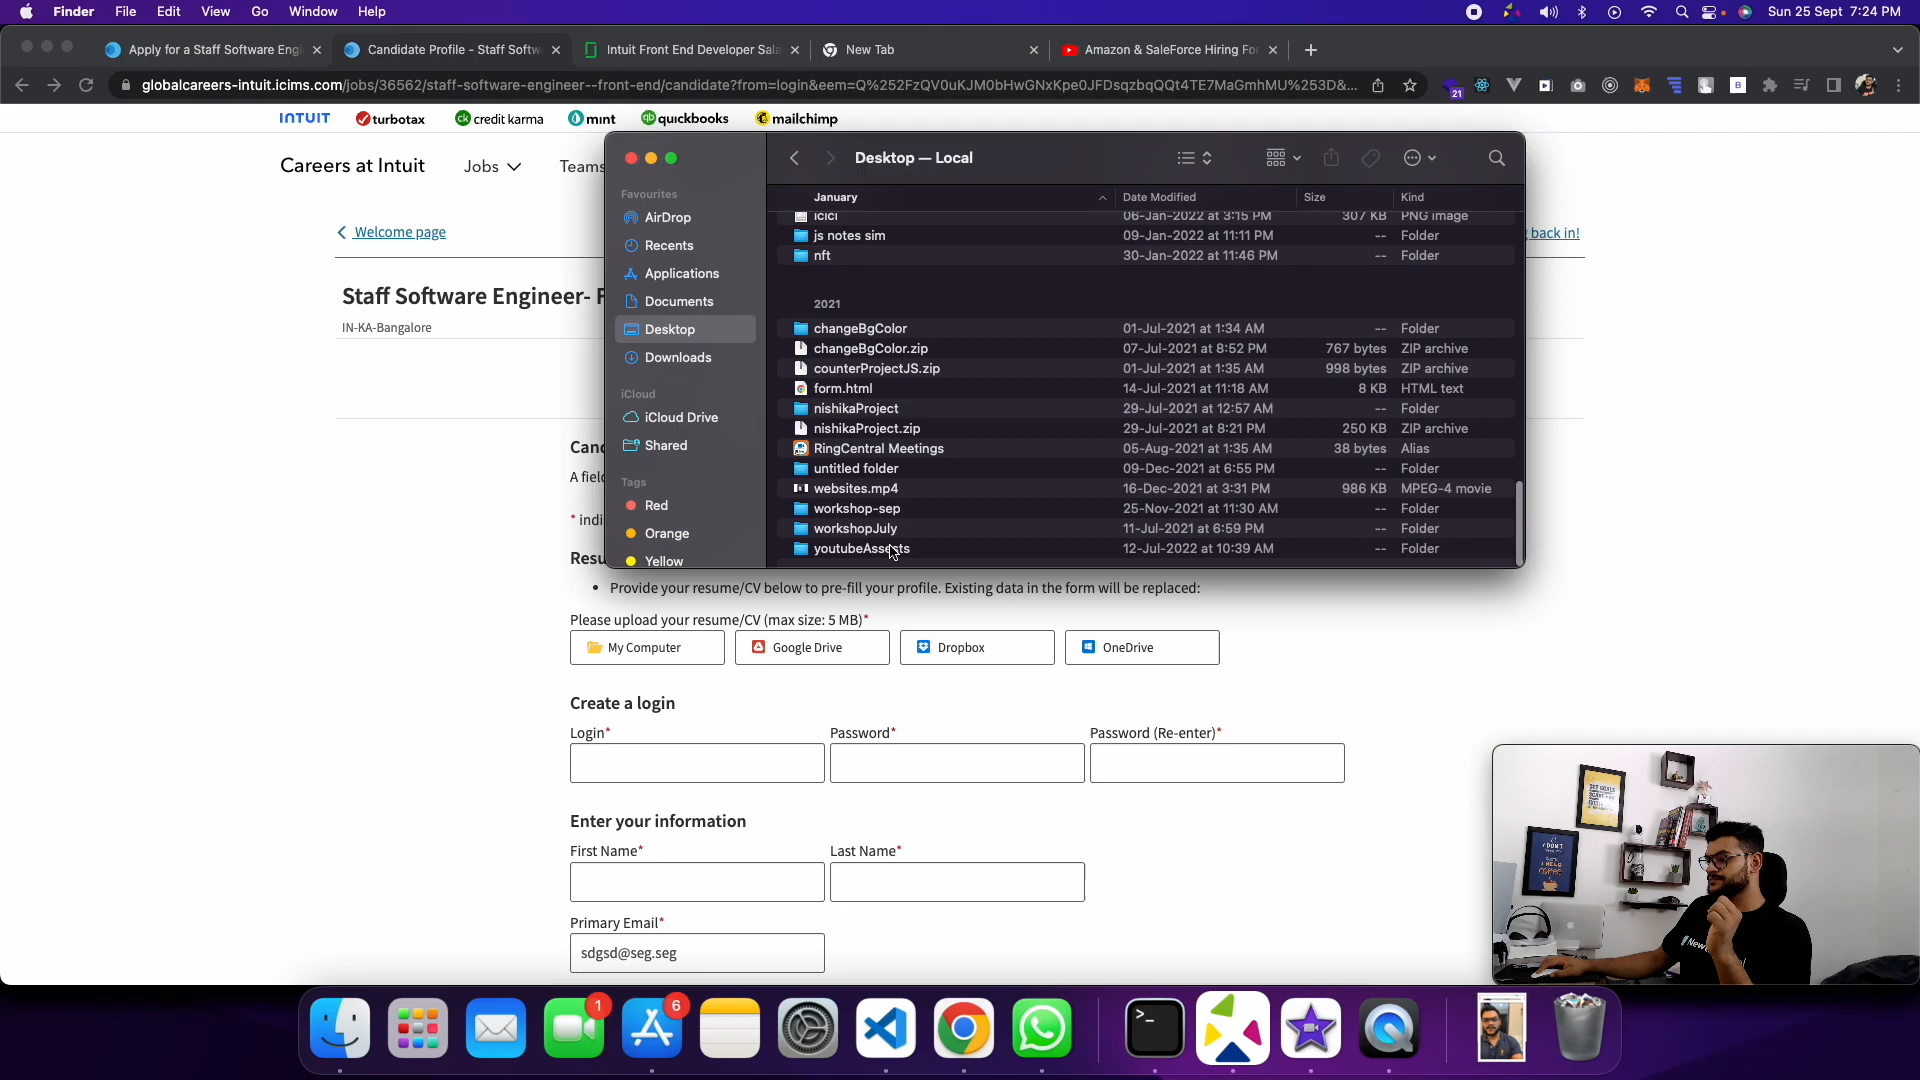 Finder File Edit View Go Window Help
Sun 25 Sept 7:24 PM
Apply for a Staff Software Engi
Candidate Profile - Staff Softw
Intuit Front End Developer Sala
New Tab
Amazon & SaleForce Hiring Fo
globalcareers-intuit.icims.com/jobs/36562/staff-software-engineer--front-end/candidate?from=login&eem=Q%252FzQV0uKJM0bHwGNxKpe0JFDsqzbqQQt4TE7MaGmhMU%253D&...
21
INTUIT turbotax credit karma mint quickbooks mailchimp
Careers at Intuit Jobs Teams
Welcome page
back in!
Staff Software Engineer- F
IN-KA-Bangalore
Desktop — Local
Favourites
AirDrop
Recents
Applications
Documents
Desktop
Downloads
iCloud
iCloud Drive
Shared
Tags
Red
Orange
Yellow
January Date Modified Size Kind
icici 06-Jan-2022 at 3:15 PM 307 KB PNG image
js notes sim 09-Jan-2022 at 11:11 PM -- Folder
nft 30-Jan-2022 at 11:46 PM -- Folder
2021
changeBgColor 01-Jul-2021 at 1:34 AM -- Folder
changeBgColor.zip 07-Jul-2021 at 8:52 PM 767 bytes ZIP archive
counterProjectJS.zip 01-Jul-2021 at 1:35 AM 998 bytes ZIP archive
form.html 14-Jul-2021 at 11:18 AM 8 KB HTML text
nishikaProject 29-Jul-2021 at 12:57 AM -- Folder
nishikaProject.zip 29-Jul-2021 at 8:21 PM 250 KB ZIP archive
RingCentral Meetings 05-Aug-2021 at 1:35 AM 38 bytes Alias
untitled folder 09-Dec-2021 at 6:55 PM -- Folder
websites.mp4 16-Dec-2021 at 3:31 PM 986 KB MPEG-4 movie
workshop-sep 25-Nov-2021 at 11:30 AM -- Folder
workshopJuly 11-Jul-2021 at 6:59 PM -- Folder
youtubeAssests 12-Jul-2022 at 10:39 AM -- Folder
Cand
A fiel
* indi
Resu
• Provide your resume/CV below to pre-fill your profile. Existing data in the form will be replaced:
Please upload your resume/CV (max size: 5 MB)*
My Computer Google Drive Dropbox OneDrive
Create a login
Login* Password* Password (Re-enter)*
Enter your information
First Name* Last Name*
Primary Email*
sdgsd@seg.seg
1
6